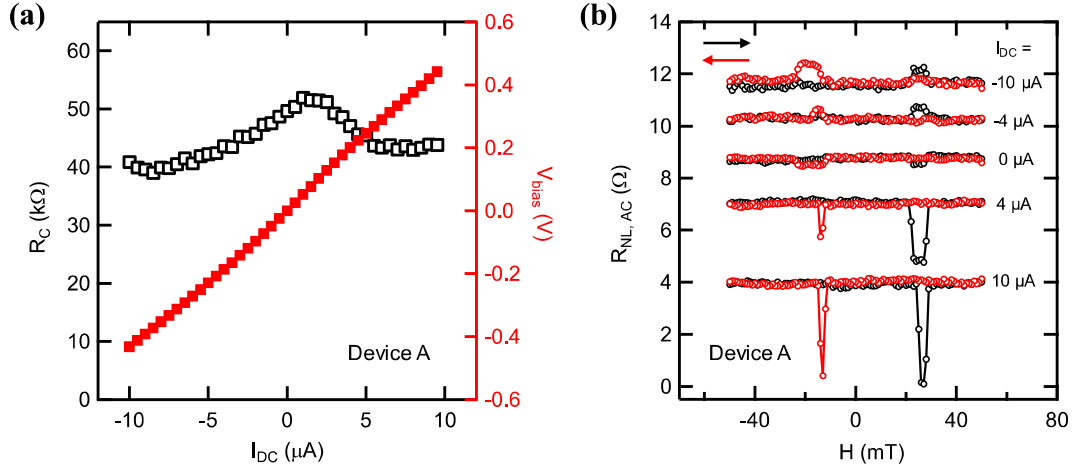 (a)
60
50
40
30
20
10
0
R_C (kΩ)
-10
-5
0
5
10
I_DC (μA)
0.6
0.4
0.2
0.0
-0.2
-0.4
-0.6
V_bias (V)
Device A
(b)
14
12
10
8
6
4
2
0
R_NL, AC (Ω)
I_DC =
-10 μA
-4 μA
0 μA
4 μA
10 μA
Device A
-40
0
40
80
H (mT)